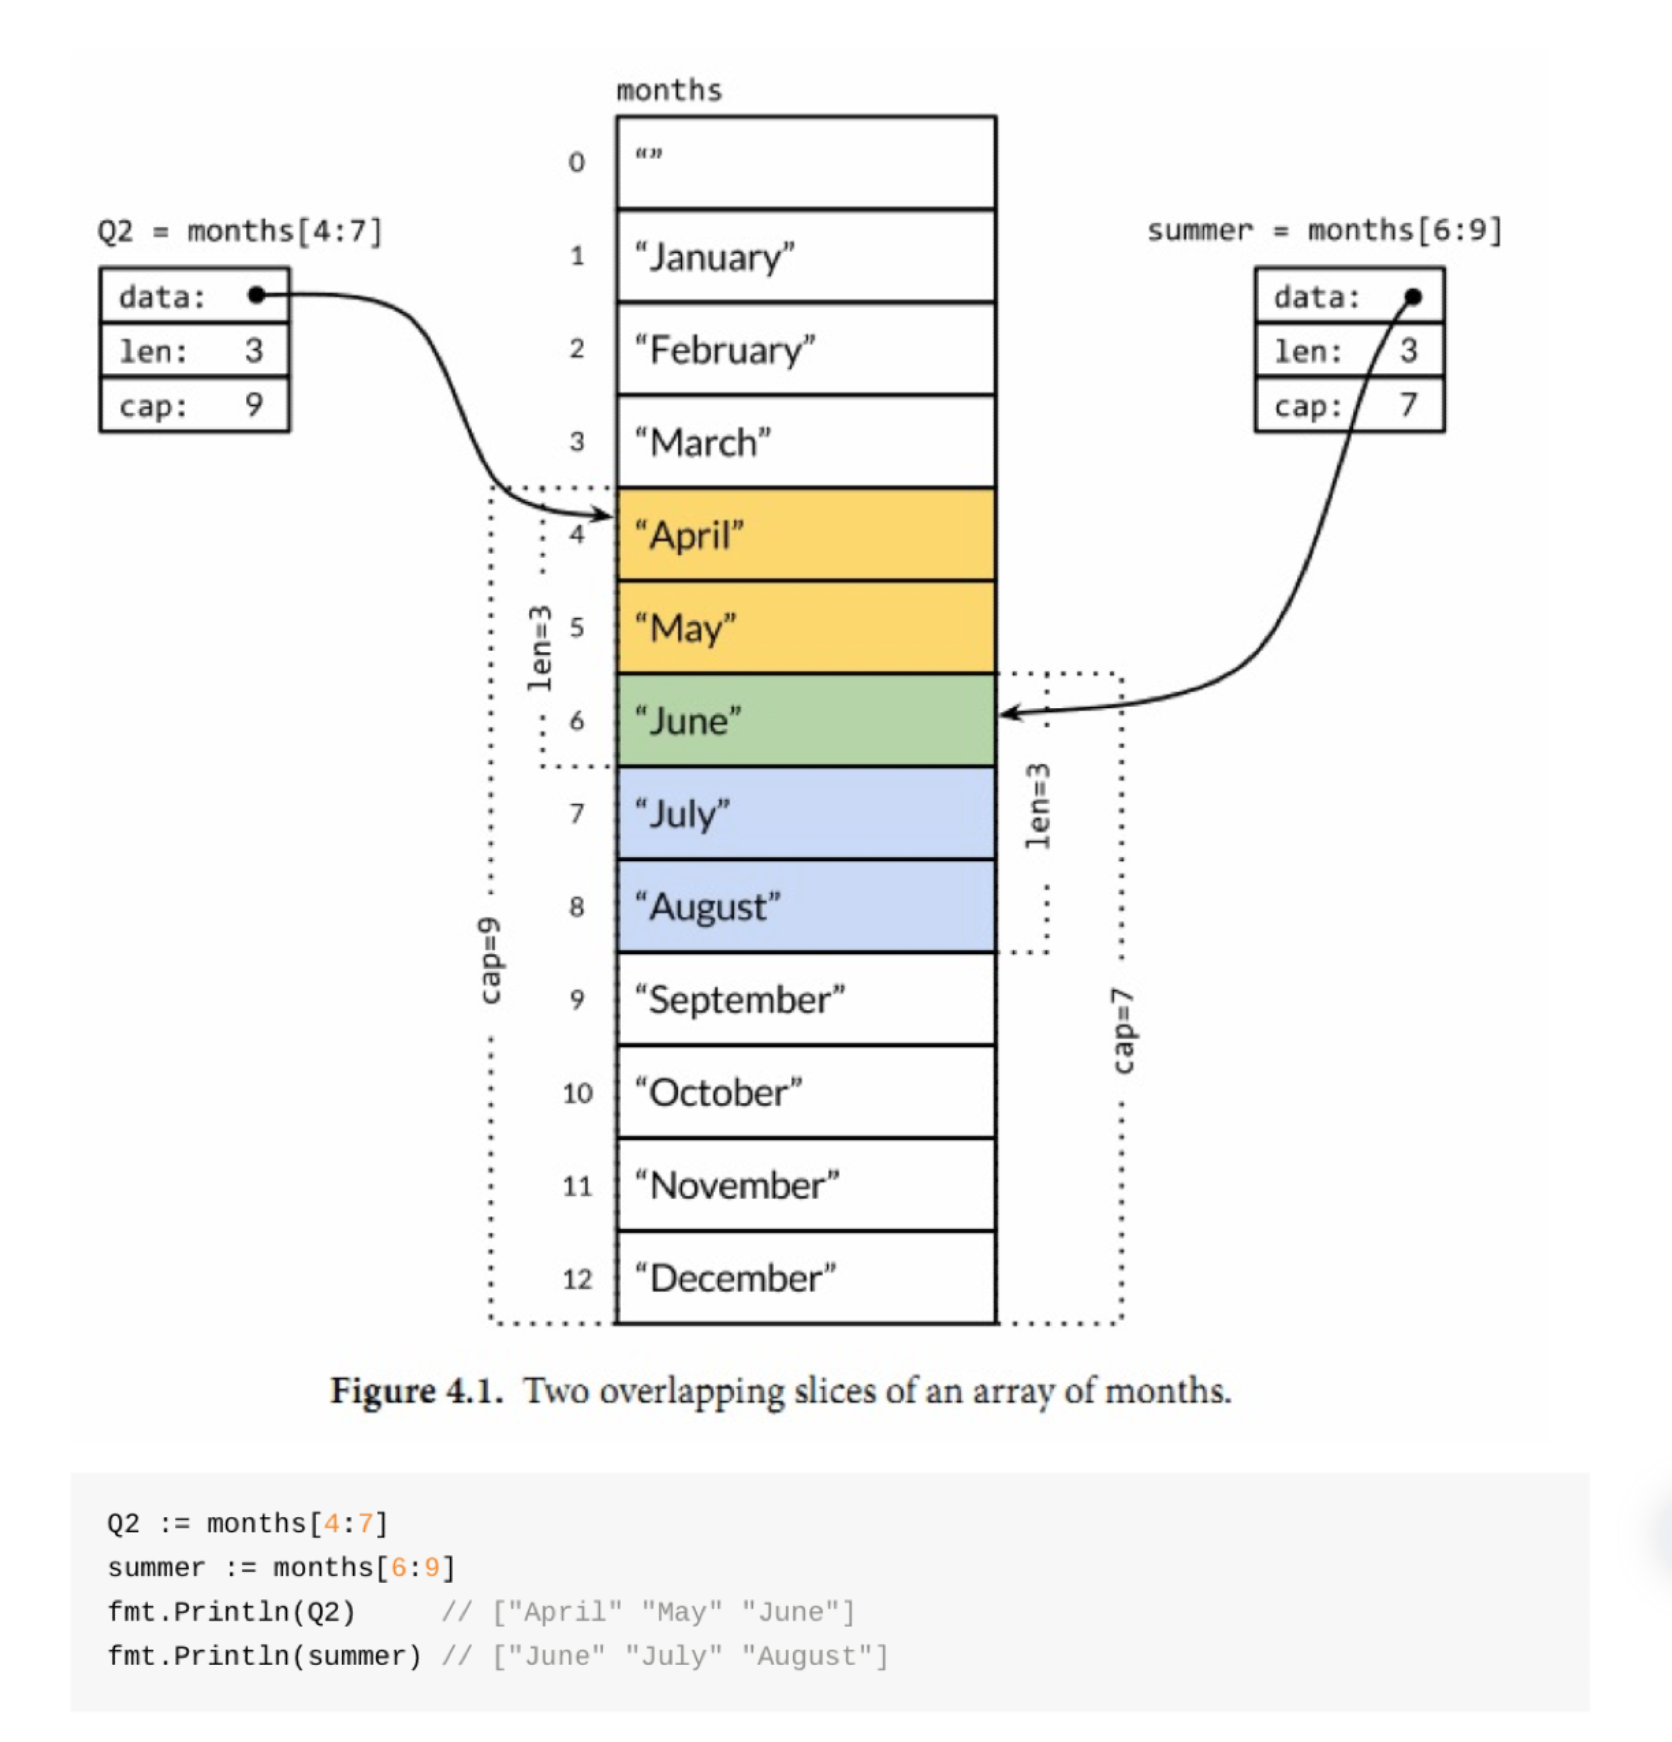 months
0 “”
Q2 = months[4:7]
summer = months[6:9]
1 “January”
data:
data:
2 “February”
len: 3
len: 3
cap: 9
cap: 7
3 “March”
4 “April”
len=3
5 “May”
6 “June”
7 “July”
len=3
8 “August”
cap=9
9 “September”
cap=7
10 “October”
11 “November”
12 “December”
Figure 4.1. Two overlapping slices of an array of months.
Q2 := months[4:7]
summer := months[6:9]
fmt.Println(Q2) // ["April" "May" "June"]
fmt.Println(summer) // ["June" "July" "August"]